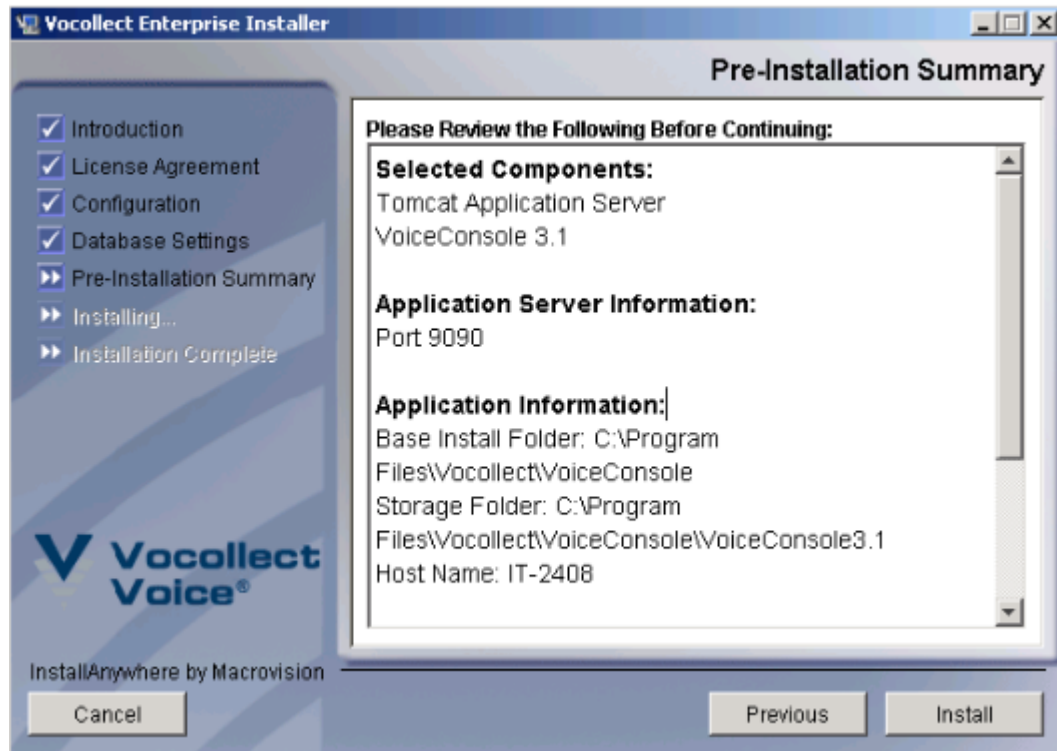 Vocollect Enterprise Installer
Pre-Installation Summary
Introduction
License Agreement
Configuration
Database Settings
Pre-Installation Summary
Installing...
Installation Complete
Please Review the Following Before Continuing:
Selected Components:
Tomcat Application Server
VoiceConsole 3.1
Application Server Information:
Port 9090
Application Information:
Base Install Folder: C:\Program
Files\Vocollect\VoiceConsole
Storage Folder: C:\Program
Files\Vocollect\VoiceConsole\VoiceConsole3.1
Host Name: IT-2408
Vocollect
Voice®
InstallAnywhere by Macrovision
Cancel
Previous
Install